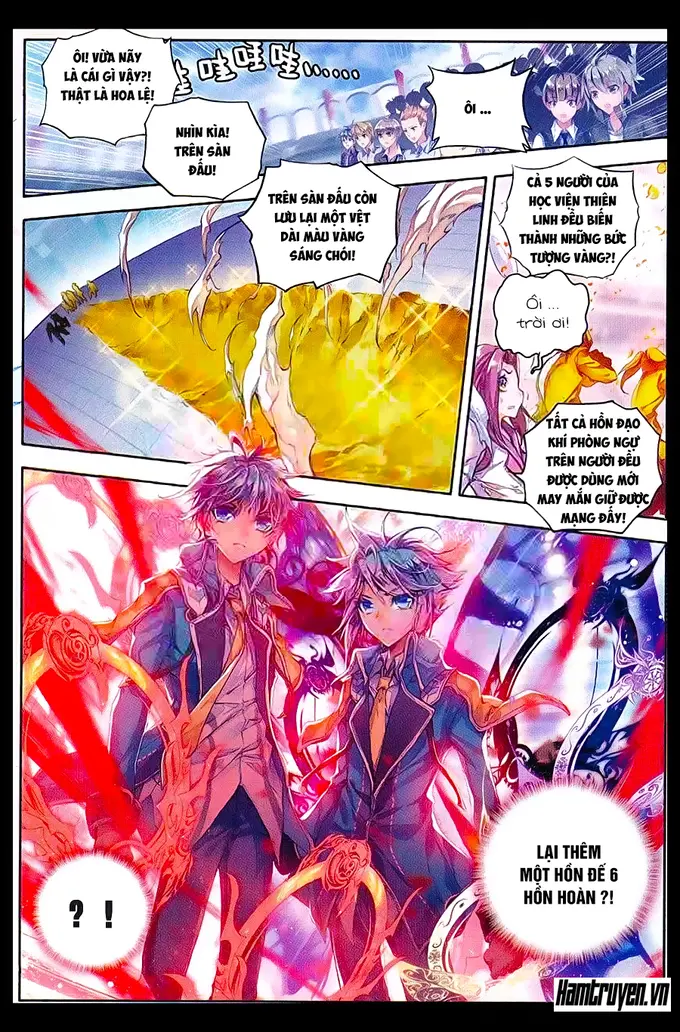 ÔI! VỪA NÃY
LÀ CÁI GÌ VẬY?!
THẬT LÀ HOA LỆ!
哇哇哇哇……
NHÌN KÌA!
TRÊN SÀN
ĐẤU!
ÔI ...
TRÊN SÀN ĐẤU CÒN
LƯU LẠI MỘT VỆT
DÀI MÀU VÀNG
SÁNG CHÓI!
CẢ 5 NGƯỜI CỦA
HỌC VIỆN THIÊN
LINH ĐỀU BIẾN
THÀNH NHỮNG BỨC
TƯỢNG VÀNG?!
Ôi ...
trời ơi!
TẤT CẢ HỒN ĐẠO
KHÍ PHÒNG NGỰ
TRÊN NGƯỜI ĐỀU
ĐƯỢC DÙNG MỚI
MAY MẮN GIỮ ĐƯỢC
MẠNG ĐẤY!
? !
LẠI THÊM
MỘT HỒN ĐẾ 6
HỒN HOÀN ?!
Hamtruyen.vn